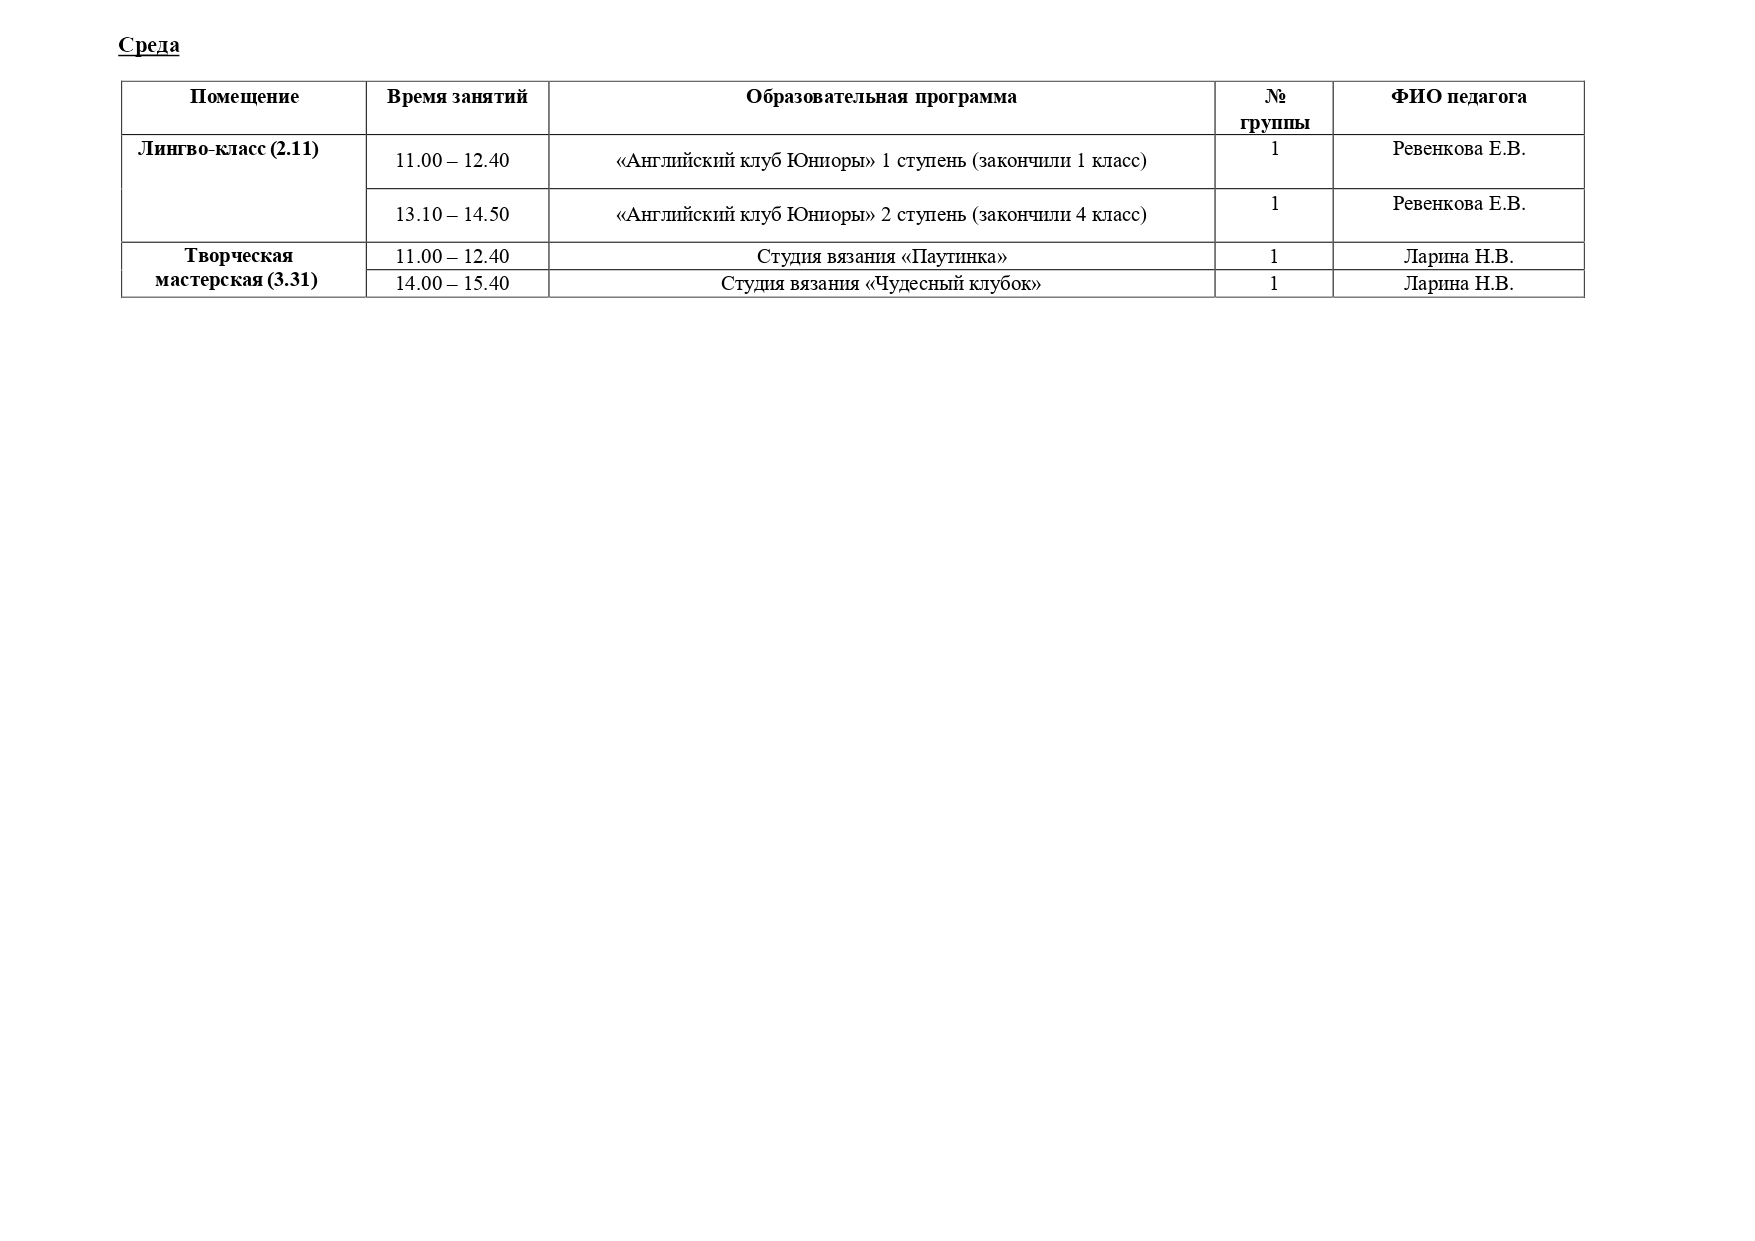 Среда
Помещение Время занятий Образовательная программа № группы ФИО педагога
Лингво-класс (2.11) 11.00 – 12.40 «Английский клуб Юниоры» 1 ступень (закончили 1 класс) 1 Ревенкова Е.В.
13.10 – 14.50 «Английский клуб Юниоры» 2 ступень (закончили 4 класс) 1 Ревенкова Е.В.
Творческая мастерская (3.31) 11.00 – 12.40 Студия вязания «Паутинка» 1 Ларина Н.В.
14.00 – 15.40 Студия вязания «Чудесный клубок» 1 Ларина Н.В.